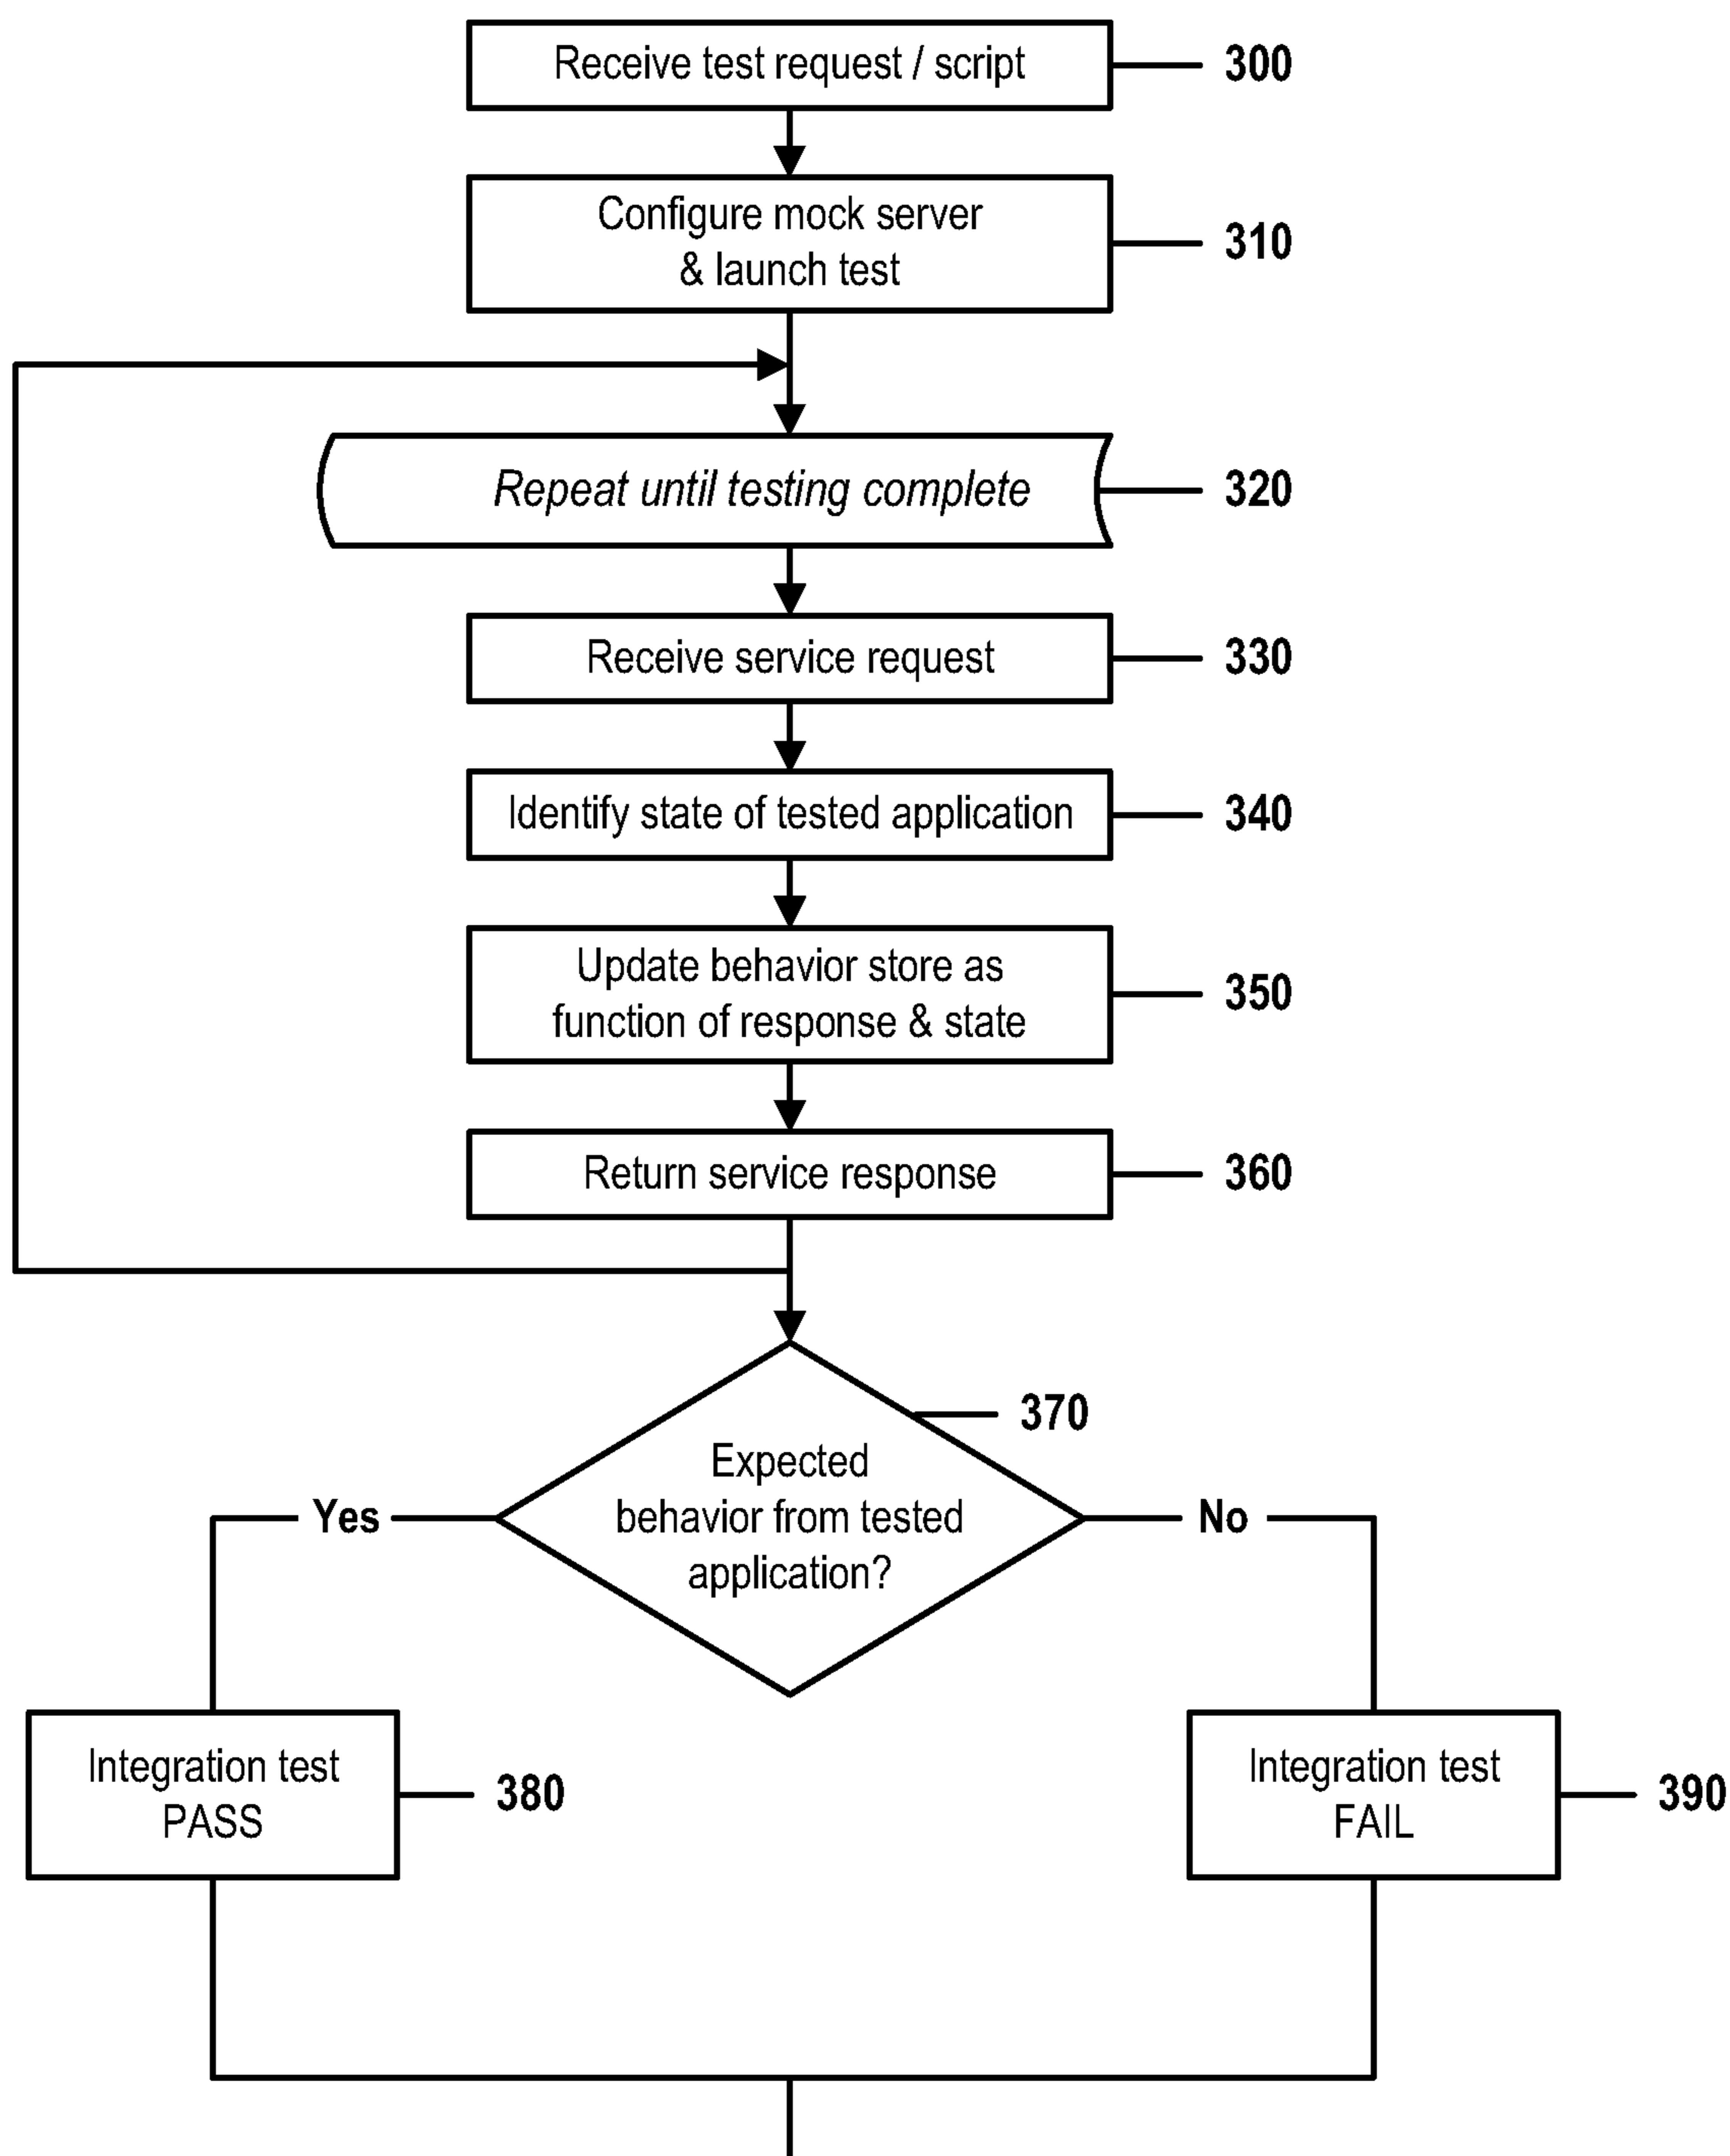 Receive test request / script
300
Configure mock server
& launch test
310
Repeat until testing complete
320
Receive service request
330
Identify state of tested application
340
Update behavior store as
function of response & state
350
Return service response
360
370
Expected
behavior from tested
application?
Yes
No
Integration test
PASS
380
Integration test
FAIL
390